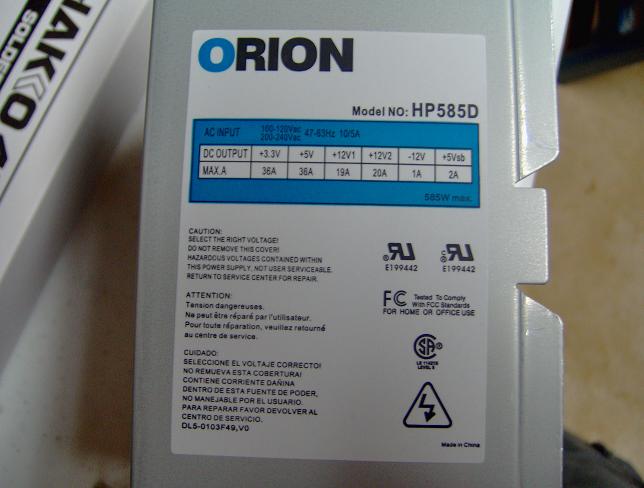 HAKKO
SOLDER
ORION
Model NO: HP585D
AC INPUT 100-120Vac 200-240Vac 47-63Hz 10/5A
DC OUTPUT +3.3V +5V +12V1 +12V2 -12V +5Vsb
MAX.A 36A 36A 19A 20A 1A 2A
585W max.
CAUTION:
SELECT THE RIGHT VOLTAGE!
DO NOT REMOVE THIS COVER!
HAZARDOUS VOLTAGES CONTAINED WITHIN
THIS POWER SUPPLY, NOT USER SERVICEABLE.
RETURN TO SERVICE CENTER FOR REPAIR.
E199442
E199442
FC Tested To Comply
With FCC Standards
FOR HOME OR OFFICE USE
ATTENTION:
Tension dangereuses.
Ne peut être réparé par l'utilisateur.
Pour toute réparation, veuillez retourné
au centre de service.
CUIDADO:
SELECCIONE EL VOLTAJE CORRECTO!
NO REMUEVA ESTA COBERTURA!
CONTIENE CORRIENTE DAÑINA
DENTRO DE ESTA FUENTE DE PODER,
NO MANEJABLE POR EL USUARIO.
PARA REPARAR FAVOR DEVOLVER AL
CENTRO DE SERVICIO.
DL5-0103F49,V0
LEVEL 3
Made in China